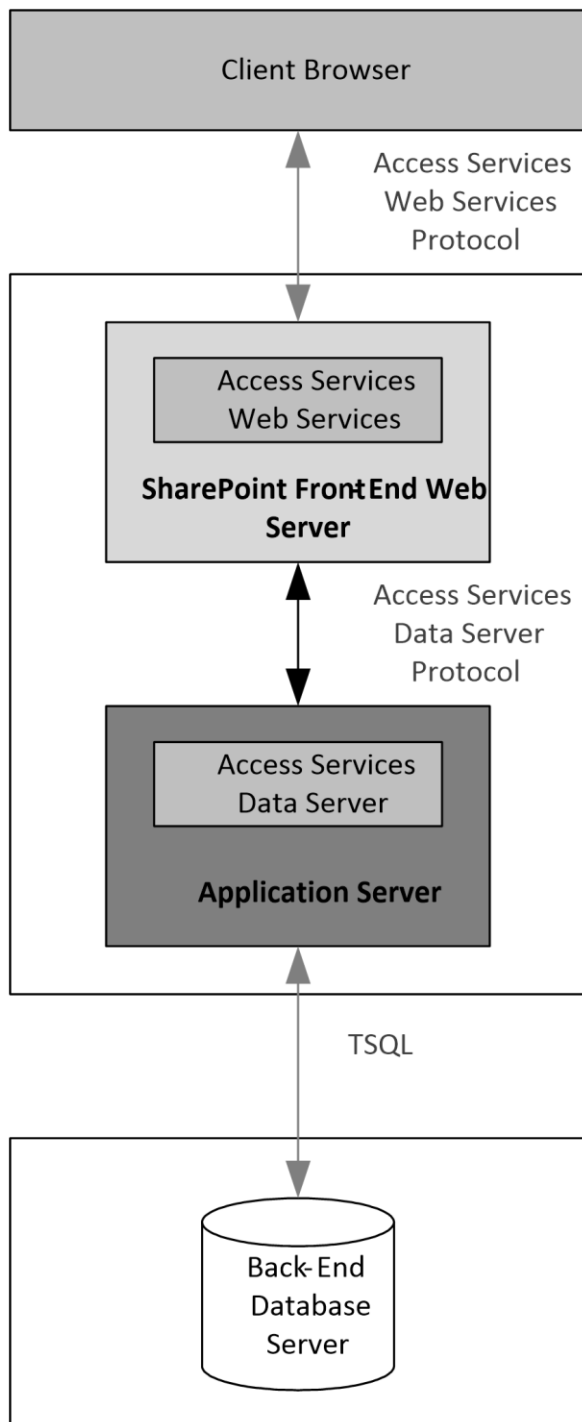 Client Browser
Access Services
Web Services
Protocol
Access Services
Web Services
SharePoint Front-End Web
Server
Access Services
Data Server
Protocol
Access Services
Data Server
Application Server
TSQL
Back-End
Database
Server